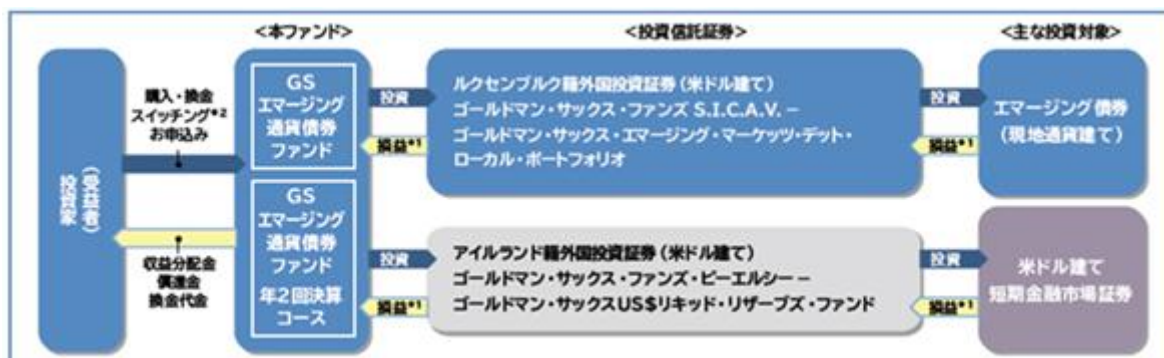 <本ファンド>
<投資信託証券>
<主な投資対象>
投資家
(受益者)
購入・換金
スイッチング*2
お申込み
収益分配金
償還金
換金代金
GS
エマージング
通貨債券
ファンド
GS
エマージング
通貨債券
ファンド
年2回決算
コース
投資
損益*1
投資
損益*1
ルクセンブルク籍外国投資証券(米ドル建て)
ゴールドマン・サックス・ファンズ S.I.C.A.V. −
ゴールドマン・サックス・エマージング・マーケッツ・デット・
ローカル・ポートフォリオ
アイルランド籍外国投資証券(米ドル建て)
ゴールドマン・サックス・ファンズ・ピーエルシー −
ゴールドマン・サックスUS$リキッド・リザーブズ・ファンド
投資
損益*1
投資
損益*1
エマージング債券
(現地通貨建て)
米ドル建て
短期金融市場証券